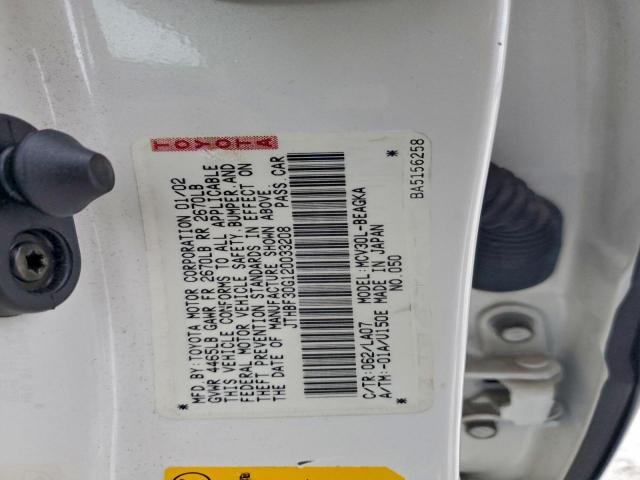 TOYOTA
MFD.BY:TOYOTA MOTOR CORPORATION 01/02
GVWR 4465LB GAWR FR 2670LB RR 2670LB
THIS VEHICLE CONFORMS TO ALL APPLICABLE
FEDERAL MOTOR VEHICLE SAFETY,BUMPER,AND
THEFT PREVENTION STANDARDS IN EFFECT ON
THE DATE OF MANUFACTURE SHOWN ABOVE.
JTHBF30G120033208 PASS CAR
* *
C/TR:062/LA07 MODEL:MCV30L-BEAGKA
A/TM:-01A/U150E MADE IN JAPAN
NO.050
* BA5156258